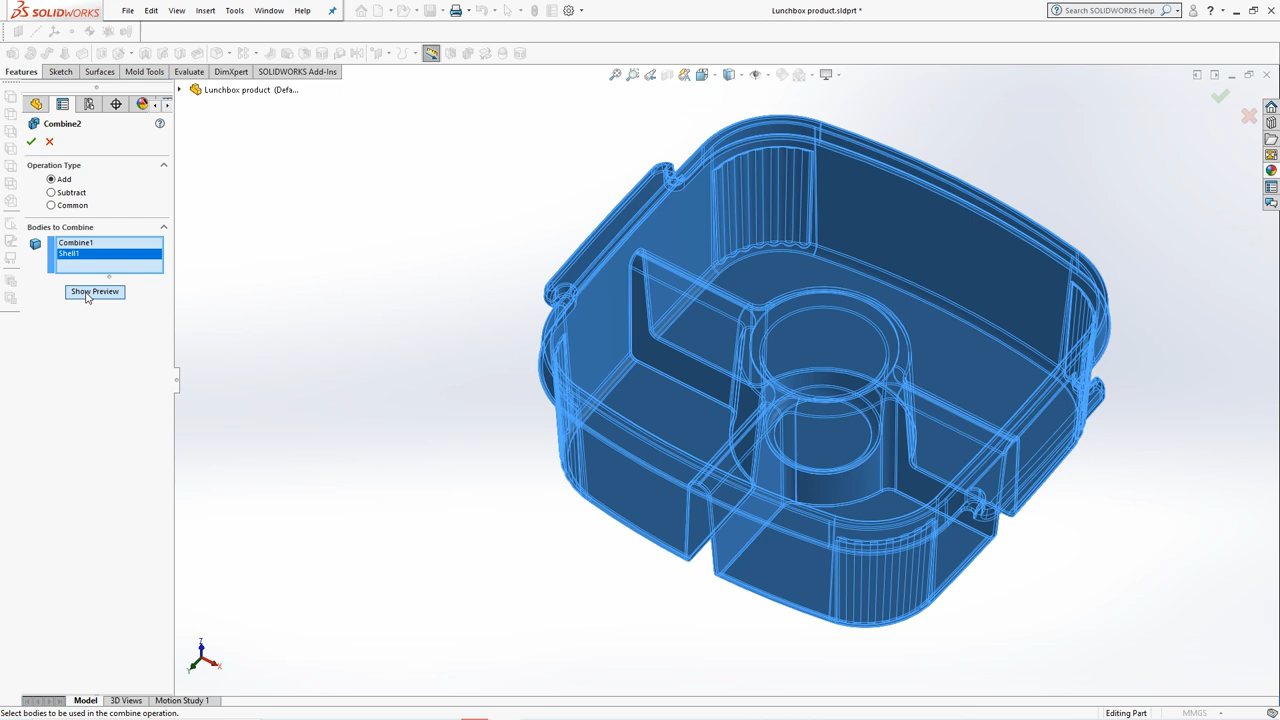 SOLIDWORKS File Edit View Insert Tools Window Help Lunchbox product.sldprt * Search SOLIDWORKS Help
Features Sketch Surfaces Mold Tools Evaluate DimXpert SOLIDWORKS Add-Ins
Lunchbox product (Defa...
Combine2
Operation Type
Add
Subtract
Common
Bodies to Combine
Combine1
Shell1
Show Preview
Z
X
Y
Model 3D Views Motion Study 1
Select bodies to be used in the combine operation. Editing Part MMGS